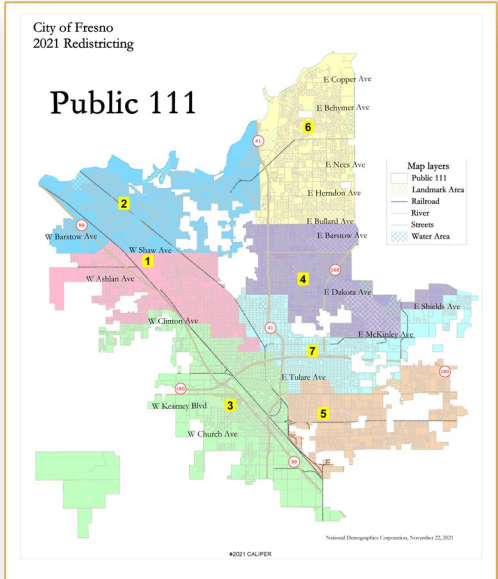 City of Fresno
2021 Redistricting
Public 111
E Copper Ave
E Behymer Ave
6
41
E Nees Ave
Map layers
Public 111
Landmark Area
Railroad
River
Streets
Water Area
E Herndon Ave
2
E Bullard Ave
99
W Barstow Ave
E Barstow Ave
W Shaw Ave
1
168
W Ashlan Ave
4
E Dakota Ave
E Shields Ave
W Clinton Ave
41
E McKinley Ave
7
180
E Tulare Ave
180
W Kearney Blvd
3
5
W Church Ave
99
National Demographics Corporation, November 22, 2021
©2021 CALIPER